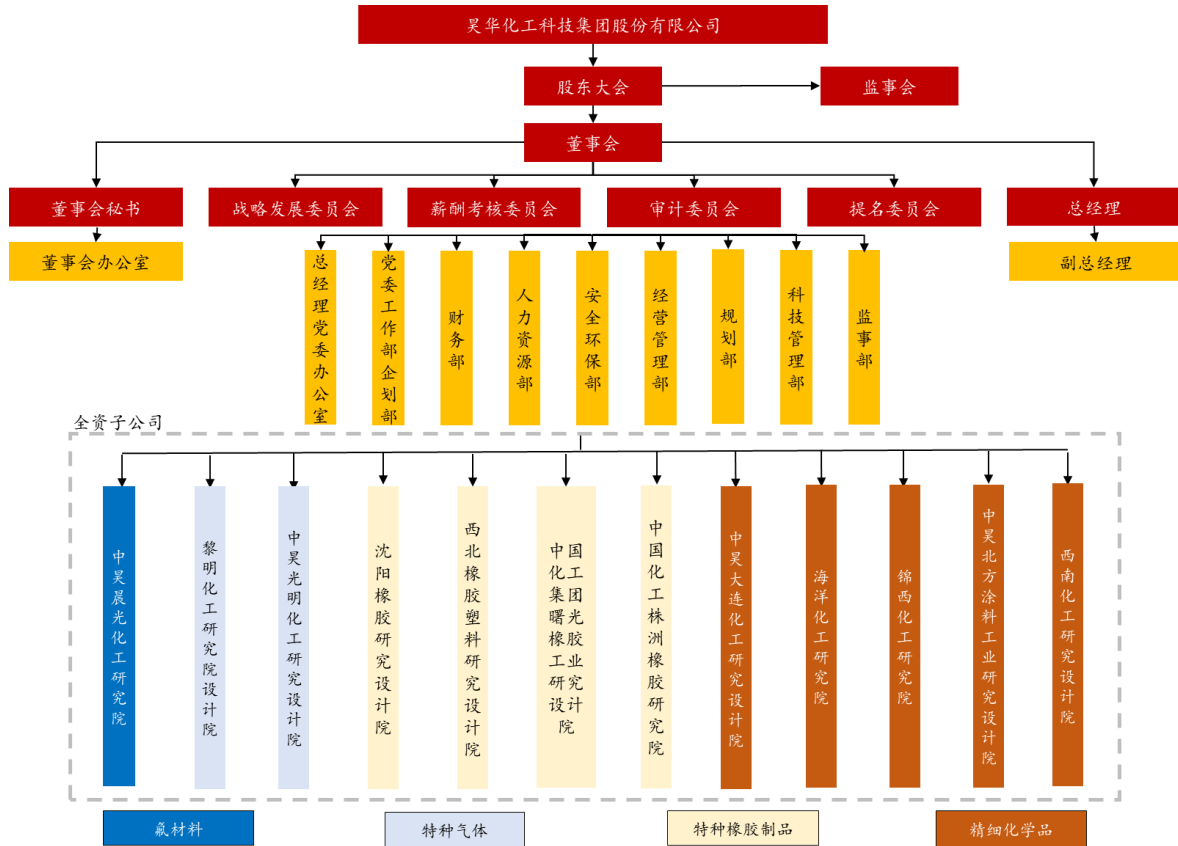 昊华化工科技集团股份有限公司
股东大会
监事会
董事会
董事会秘书
战略发展委员会
薪酬考核委员会
审计委员会
提名委员会
总经理
董事会办公室
副总经理
总经理党委办公室
党委工作部企划部
财务部
人力资源部
安全环保部
经营管理部
规划部
科技管理部
监事部
全资子公司
中昊晨光化工研究院
黎明化工研究院设计院
中昊光明化工研究设计院
沈阳橡胶研究设计院
西北橡胶塑料研究设计院
中国化工集团曙光橡胶工业研究设计院
中国化工株洲橡胶研究院
中昊大连化工研究设计院
海洋化工研究院
锦西化工研究院
中昊北方涂料工业研究设计院
西南化工研究设计院
氟材料
特种气体
特种橡胶制品
精细化学品